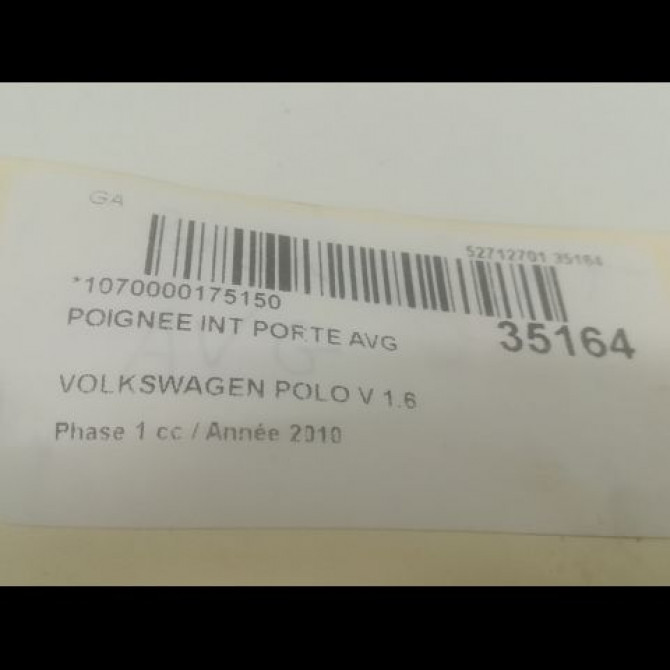 GA
52712701 35164
*1070000175150
POIGNEE INT PORTE AVG
35164
VOLKSWAGEN POLO V 1.6
Phase 1 cc / Année 2010